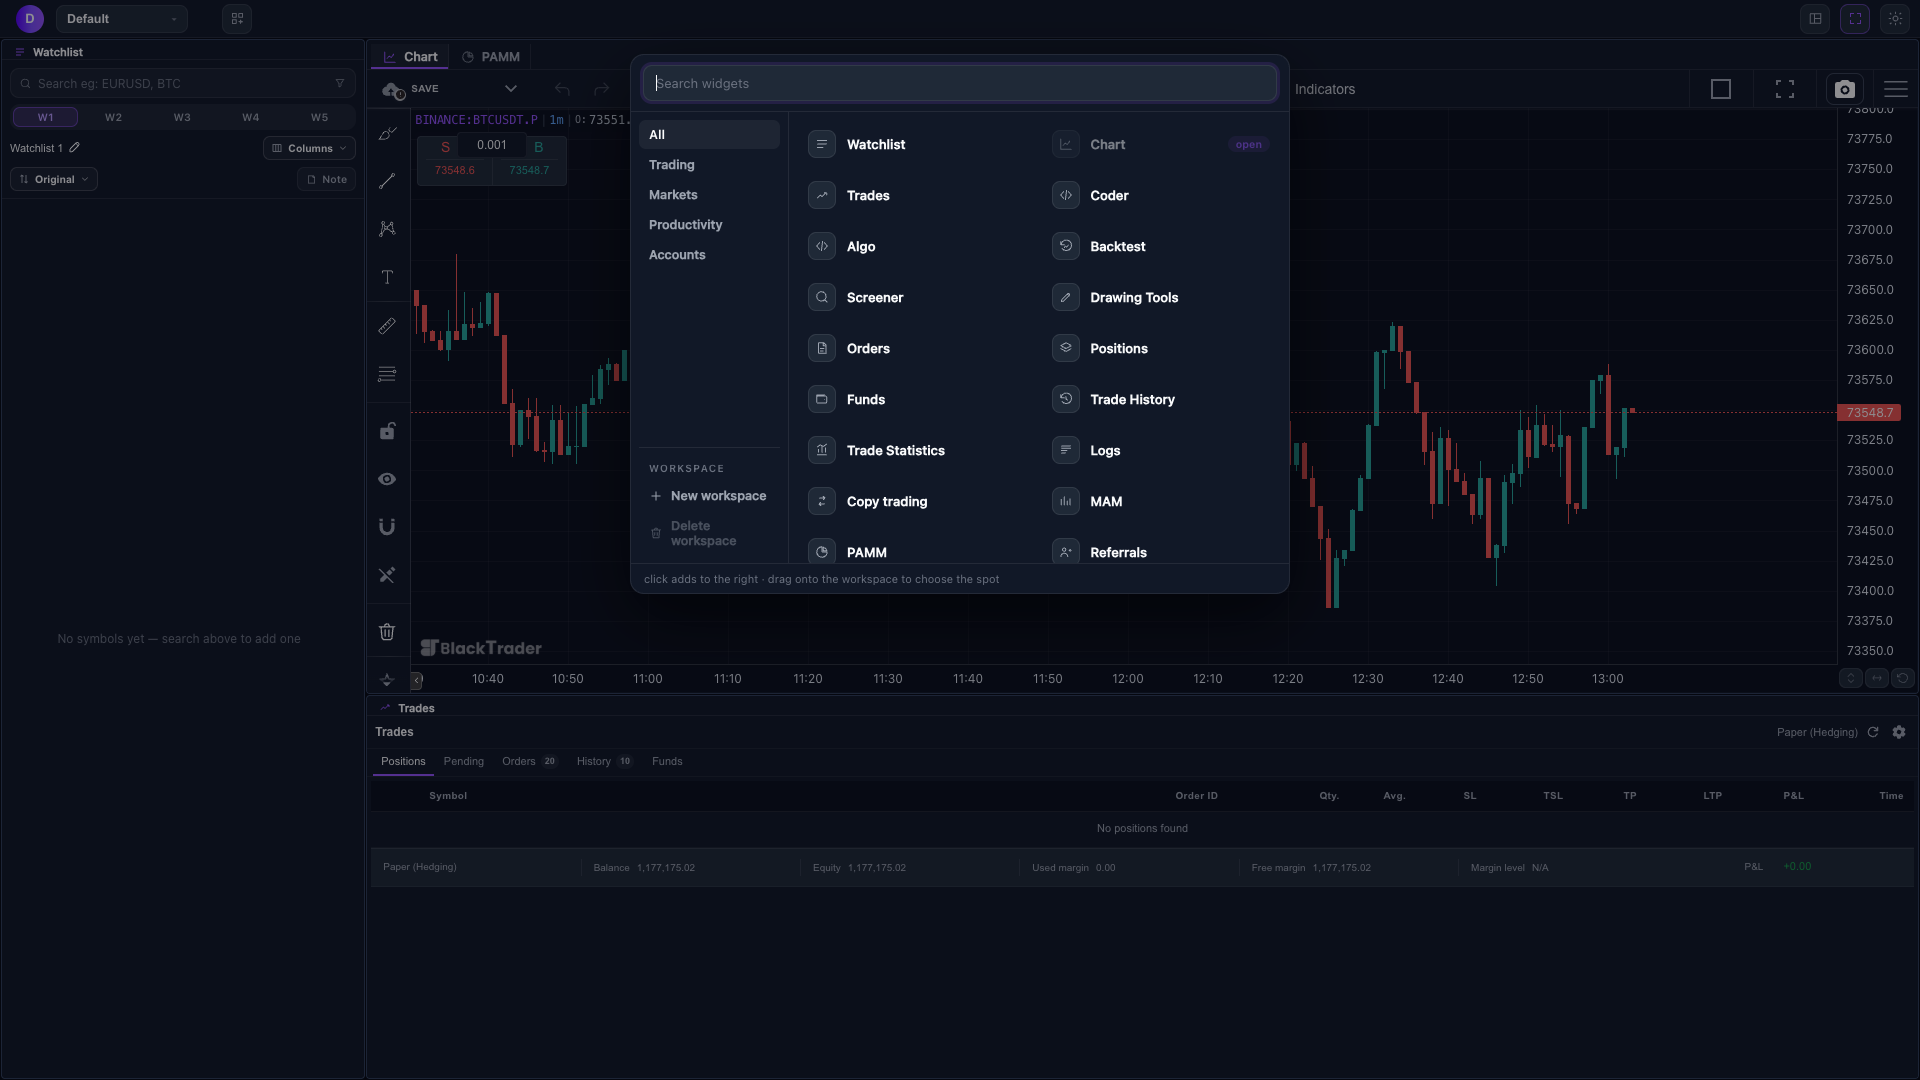 D Default
Watchlist
Search eg: EURUSD, BTC
W1 W2 W3 W4 W5
Watchlist 1 Columns
Original Note
No symbols yet — search above to add one
Chart PAMM
SAVE Indicators
BINANCE:BTCUSDT.P 1m O: 73551.
S 0.001 B
73548.6 73548.7
Search widgets
All
Trading
Markets
Productivity
Accounts
WORKSPACE
New workspace
Delete workspace
Watchlist Chart open
Trades Coder
Algo Backtest
Screener Drawing Tools
Orders Positions
Funds Trade History
Trade Statistics Logs
Copy trading MAM
PAMM Referrals
click adds to the right · drag onto the workspace to choose the spot
73800.0
73775.0
73750.0
73725.0
73700.0
73675.0
73650.0
73625.0
73600.0
73575.0
73548.7
73525.0
73500.0
73475.0
73450.0
73425.0
73400.0
73375.0
73350.0
BlackTrader
10:40 10:50 11:00 11:10 11:20 11:30 11:40 11:50 12:00 12:10 12:20 12:30 12:40 12:50 13:00
Trades
Trades Paper (Hedging)
Positions Pending Orders 20 History 10 Funds
Symbol Order ID Qty. Avg. SL TSL TP LTP P&L Time
No positions found
Paper (Hedging) Balance 1,177,175.02 Equity 1,177,175.02 Used margin 0.00 Free margin 1,177,175.02 Margin level N/A P&L +0.00